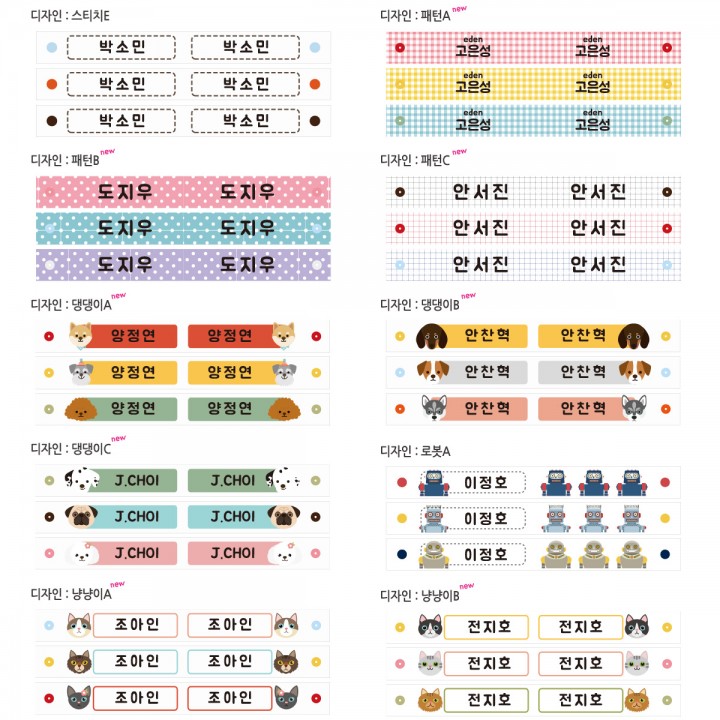 디자인 : 스티치E
박소민 박소민
박소민 박소민
박소민 박소민
디자인 : 패턴A new
eden eden
고은성 고은성
eden eden
고은성 고은성
eden eden
고은성 고은성
디자인 : 패턴B new
도지우 도지우
도지우 도지우
도지우 도지우
디자인 : 패턴C new
안서진 안서진
안서진 안서진
안서진 안서진
디자인 : 댕댕이A new
양정연 양정연
양정연 양정연
양정연 양정연
디자인 : 댕댕이B new
안찬혁 안찬혁
안찬혁 안찬혁
안찬혁 안찬혁
디자인 : 댕댕이C new
J.CHOI J.CHOI
J.CHOI J.CHOI
J.CHOI J.CHOI
디자인 : 로봇A
이정호
이정호
이정호
디자인 : 냥냥이A new
조아인 조아인
조아인 조아인
조아인 조아인
디자인 : 냥냥이B new
전지호 전지호
전지호 전지호
전지호 전지호